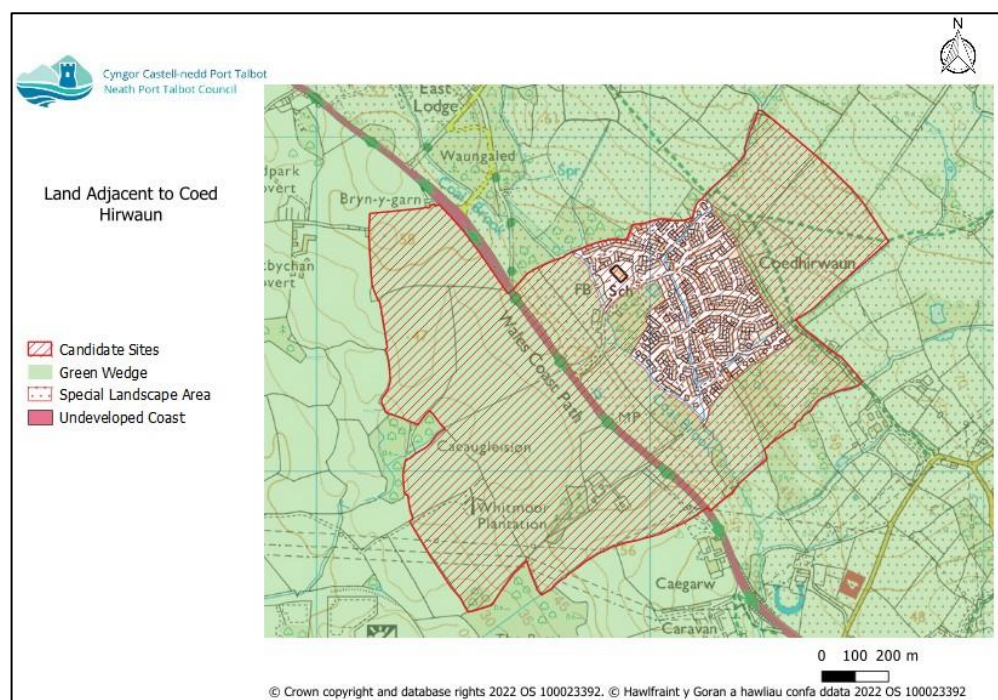 N
Cyngor Castell-nedd Port Talbot
Neath Port Talbot Council
Land Adjacent to Coed
Hirwaun
Candidate Sites
Green Wedge
Special Landscape Area
Undeveloped Coast
East
Lodge
Waungaled
Spr
Bryn-y-garn
Coedhirwaun
FB
Sch
Wales Coast Path
MP
Caeaugleision
Whitmoor
Plantation
Caegarw
Caravan
4
0 100 200 m
© Crown copyright and database rights 2022 OS 100023392. © Hawlfraint y Goran a hawliau confa ddata 2022 OS 100023392